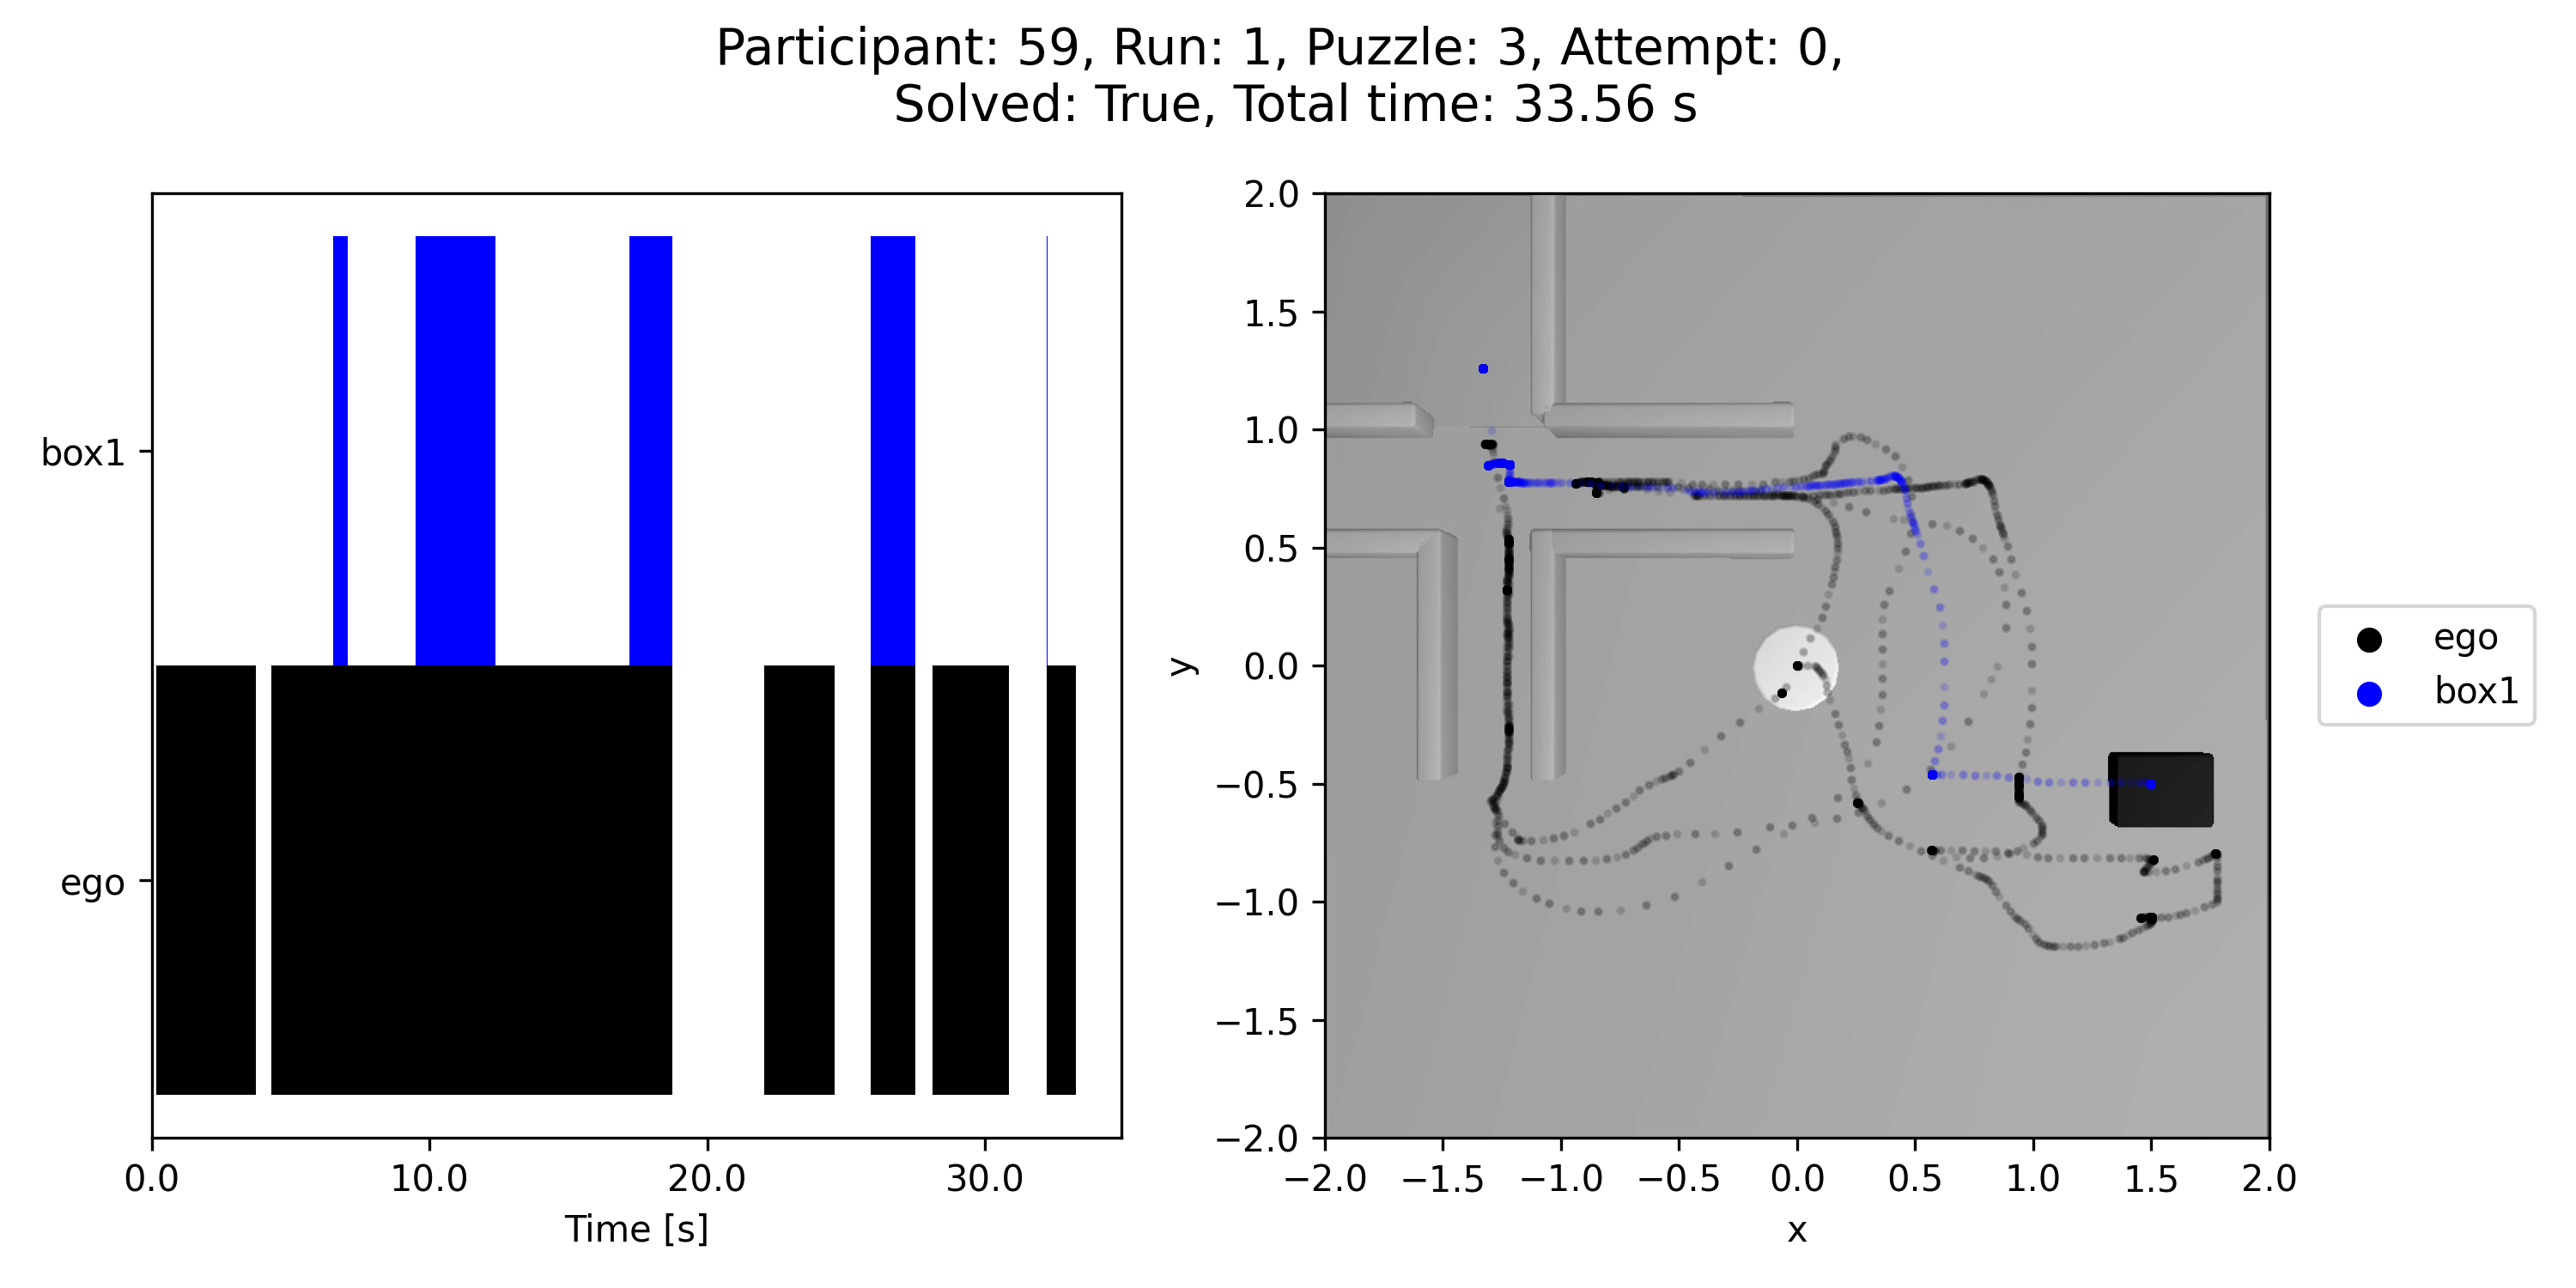 Participant: 59, Run: 1, Puzzle: 3, Attempt: 0,
Solved: True, Total time: 33.56 s
box1
ego
0.0 10.0 20.0 30.0
Time [s]
2.0
1.5
1.0
0.5
0.0
−0.5
−1.0
−1.5
−2.0
y
−2.0 −1.5 −1.0 −0.5 0.0 0.5 1.0 1.5 2.0
x
ego
box1